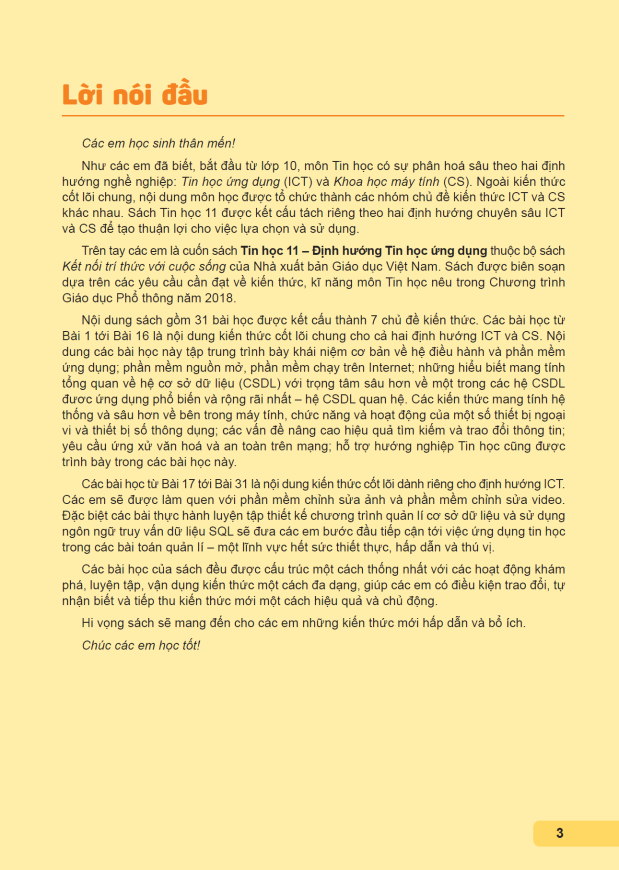 Lời nói đầu
Các em học sinh thân mến!
Như các em đã biết, bắt đầu từ lớp 10, môn Tin học có sự phân hoá sâu theo hai định
hướng nghề nghiệp: Tin học ứng dụng (ICT) và Khoa học máy tính (CS). Ngoài kiến thức
cốt lõi chung, nội dung môn học được tổ chức thành các nhóm chủ đề kiến thức ICT và CS
khác nhau. Sách Tin học 11 được kết cấu tách riêng theo hai định hướng chuyên sâu ICT
và CS để tạo thuận lợi cho việc lựa chọn và sử dụng.
Trên tay các em là cuốn sách Tin học 11 – Định hướng Tin học ứng dụng thuộc bộ sách
Kết nối tri thức với cuộc sống của Nhà xuất bản Giáo dục Việt Nam. Sách được biên soạn
dựa trên các yêu cầu cần đạt về kiến thức, kĩ năng môn Tin học nêu trong Chương trình
Giáo dục Phổ thông năm 2018.
Nội dung sách gồm 31 bài học được kết cấu thành 7 chủ đề kiến thức. Các bài học từ
Bài 1 tới Bài 16 là nội dung kiến thức cốt lõi chung cho cả hai định hướng ICT và CS. Nội
dung các bài học này tập trung trình bày khái niệm cơ bản về hệ điều hành và phần mềm
ứng dụng; phần mềm nguồn mở, phần mềm chạy trên Internet; những hiểu biết mang tính
tổng quan về hệ cơ sở dữ liệu (CSDL) với trọng tâm sâu hơn về một trong các hệ CSDL
đươc ứng dụng phổ biến và rộng rãi nhất – hệ CSDL quan hệ. Các kiến thức mang tính hệ
thống và sâu hơn về bên trong máy tính, chức năng và hoạt động của một số thiết bị ngoại
vi và thiết bị số thông dụng; các vấn đề nâng cao hiệu quả tìm kiếm và trao đổi thông tin;
yêu cầu ứng xử văn hoá và an toàn trên mạng; hỗ trợ hướng nghiệp Tin học cũng được
trình bày trong các bài học này.
Các bài học từ Bài 17 tới Bài 31 là nội dung kiến thức cốt lõi dành riêng cho định hướng ICT.
Các em sẽ được làm quen với phần mềm chỉnh sửa ảnh và phần mềm chỉnh sửa video.
Đặc biệt các bài thực hành luyện tập thiết kế chương trình quản lí cơ sở dữ liệu và sử dụng
ngôn ngữ truy vấn dữ liệu SQL sẽ đưa các em bước đầu tiếp cận tới việc ứng dụng tin học
trong các bài toán quản lí – một lĩnh vực hết sức thiết thực, hấp dẫn và thú vị.
Các bài học của sách đều được cấu trúc một cách thống nhất với các hoạt động khám
phá, luyện tập, vận dụng kiến thức một cách đa dạng, giúp các em có điều kiện trao đổi, tự
nhận biết và tiếp thu kiến thức mới một cách hiệu quả và chủ động.
Hi vọng sách sẽ mang đến cho các em những kiến thức mới hấp dẫn và bổ ích.
Chúc các em học tốt!
3